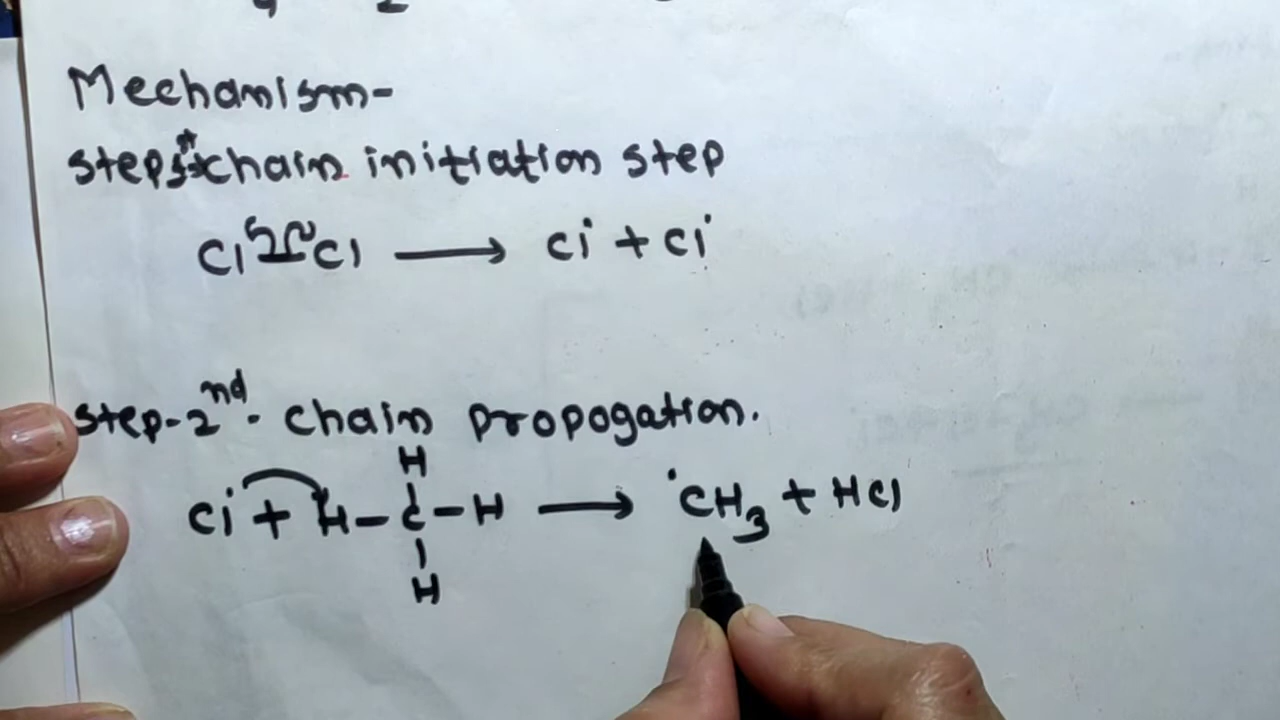 Mechanism-
step 1st chain initiation step
Cl Cl ⟶ Cl˙ + Cl˙
step-2nd- chain propogation.
H
Cl˙ + H-C-H ⟶ ˙CH3 + HCl
H